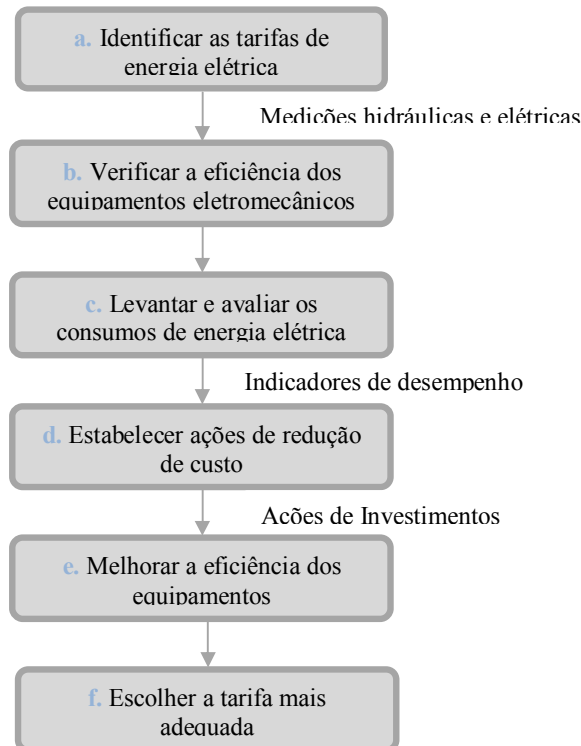 a. Identificar as tarifas de
energia elétrica
Medições hidráulicas e elétricas
b. Verificar a eficiência dos
equipamentos eletromecânicos
c. Levantar e avaliar os
consumos de energia elétrica
Indicadores de desempenho
d. Estabelecer ações de redução
de custo
Ações de Investimentos
e. Melhorar a eficiência dos
equipamentos
f. Escolher a tarifa mais
adequada